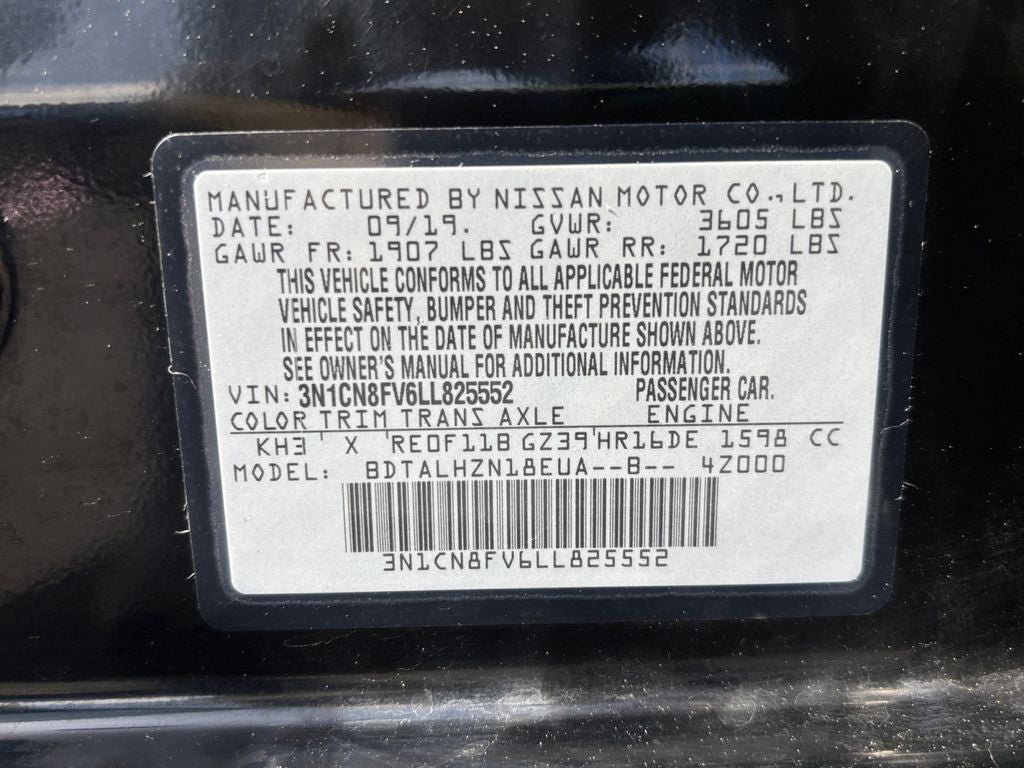 MANUFACTURED BY NISSAN MOTOR CO., LTD.
DATE: 09/19. GVWR: 3605 LBS
GAWR FR: 1907 LBS GAWR RR: 1720 LBS
THIS VEHICLE CONFORMS TO ALL APPLICABLE FEDERAL MOTOR
VEHICLE SAFETY, BUMPER AND THEFT PREVENTION STANDARDS
IN EFFECT ON THE DATE OF MANUFACTURE SHOWN ABOVE.
SEE OWNER'S MANUAL FOR ADDITIONAL INFORMATION.
VIN: 3N1CN8FV6LL825552 PASSENGER CAR.
COLOR TRIM TRANS AXLE ENGINE
KH3 ' X ' RE0F11B GZ39 ' HR16DE 1598 CC
MODEL: BDTALHZN18EUA--B-- 4Z000
3N1CN8FV6LL825552